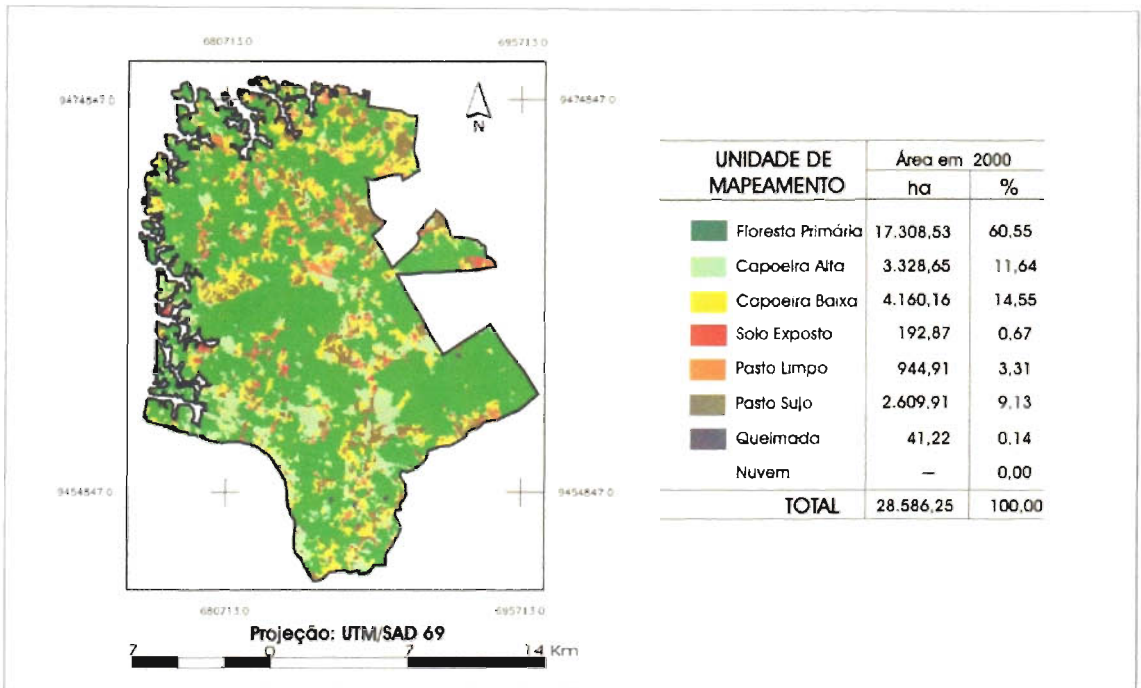 680713.0 695713.0
9474847.0 9474847.0
N
9454847.0 9454847.0
680713.0 695713.0
Projeção: UTM/SAD 69
7 0 7 14 Km
UNIDADE DE MAPEAMENTO Área em 2000
ha %
Floresta Primária 17.308,53 60,55
Capoeira Alta 3.328,65 11,64
Capoeira Baixa 4.160,16 14,55
Solo Exposto 192,87 0,67
Pasto Limpo 944,91 3,31
Pasto Sujo 2.609,91 9,13
Queimada 41,22 0,14
Nuvem — 0,00
TOTAL 28.586,25 100,00